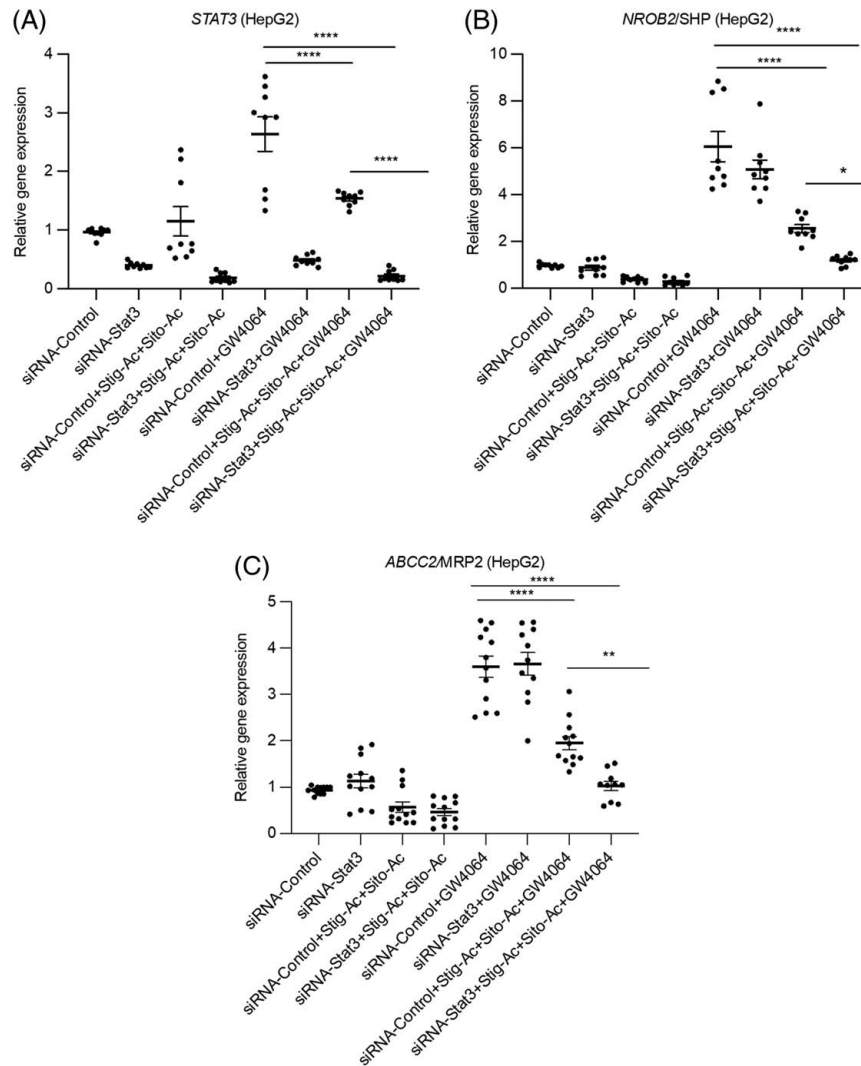 (A)
STAT3 (HepG2)
Relative gene expression
4
3
2
1
0
****
****
****
siRNA-Control
siRNA-Stat3
siRNA-Control+Stig-Ac+Sito-Ac
siRNA-Stat3+Stig-Ac+Sito-Ac
siRNA-Control+GW4064
siRNA-Stat3+GW4064
siRNA-Control+Stig-Ac+Sito-Ac+GW4064
siRNA-Stat3+Stig-Ac+Sito-Ac+GW4064
(B)
NROB2/SHP (HepG2)
Relative gene expression
10
8
6
4
2
0
****
****
*
siRNA-Control
siRNA-Stat3
siRNA-Control+Stig-Ac+Sito-Ac
siRNA-Stat3+Stig-Ac+Sito-Ac
siRNA-Control+GW4064
siRNA-Stat3+GW4064
siRNA-Control+Stig-Ac+Sito-Ac+GW4064
siRNA-Stat3+Stig-Ac+Sito-Ac+GW4064
(C)
ABCC2/MRP2 (HepG2)
Relative gene expression
5
4
3
2
1
0
****
****
**
siRNA-Control
siRNA-Stat3
siRNA-Control+Stig-Ac+Sito-Ac
siRNA-Stat3+Stig-Ac+Sito-Ac
siRNA-Control+GW4064
siRNA-Stat3+GW4064
siRNA-Control+Stig-Ac+Sito-Ac+GW4064
siRNA-Stat3+Stig-Ac+Sito-Ac+GW4064